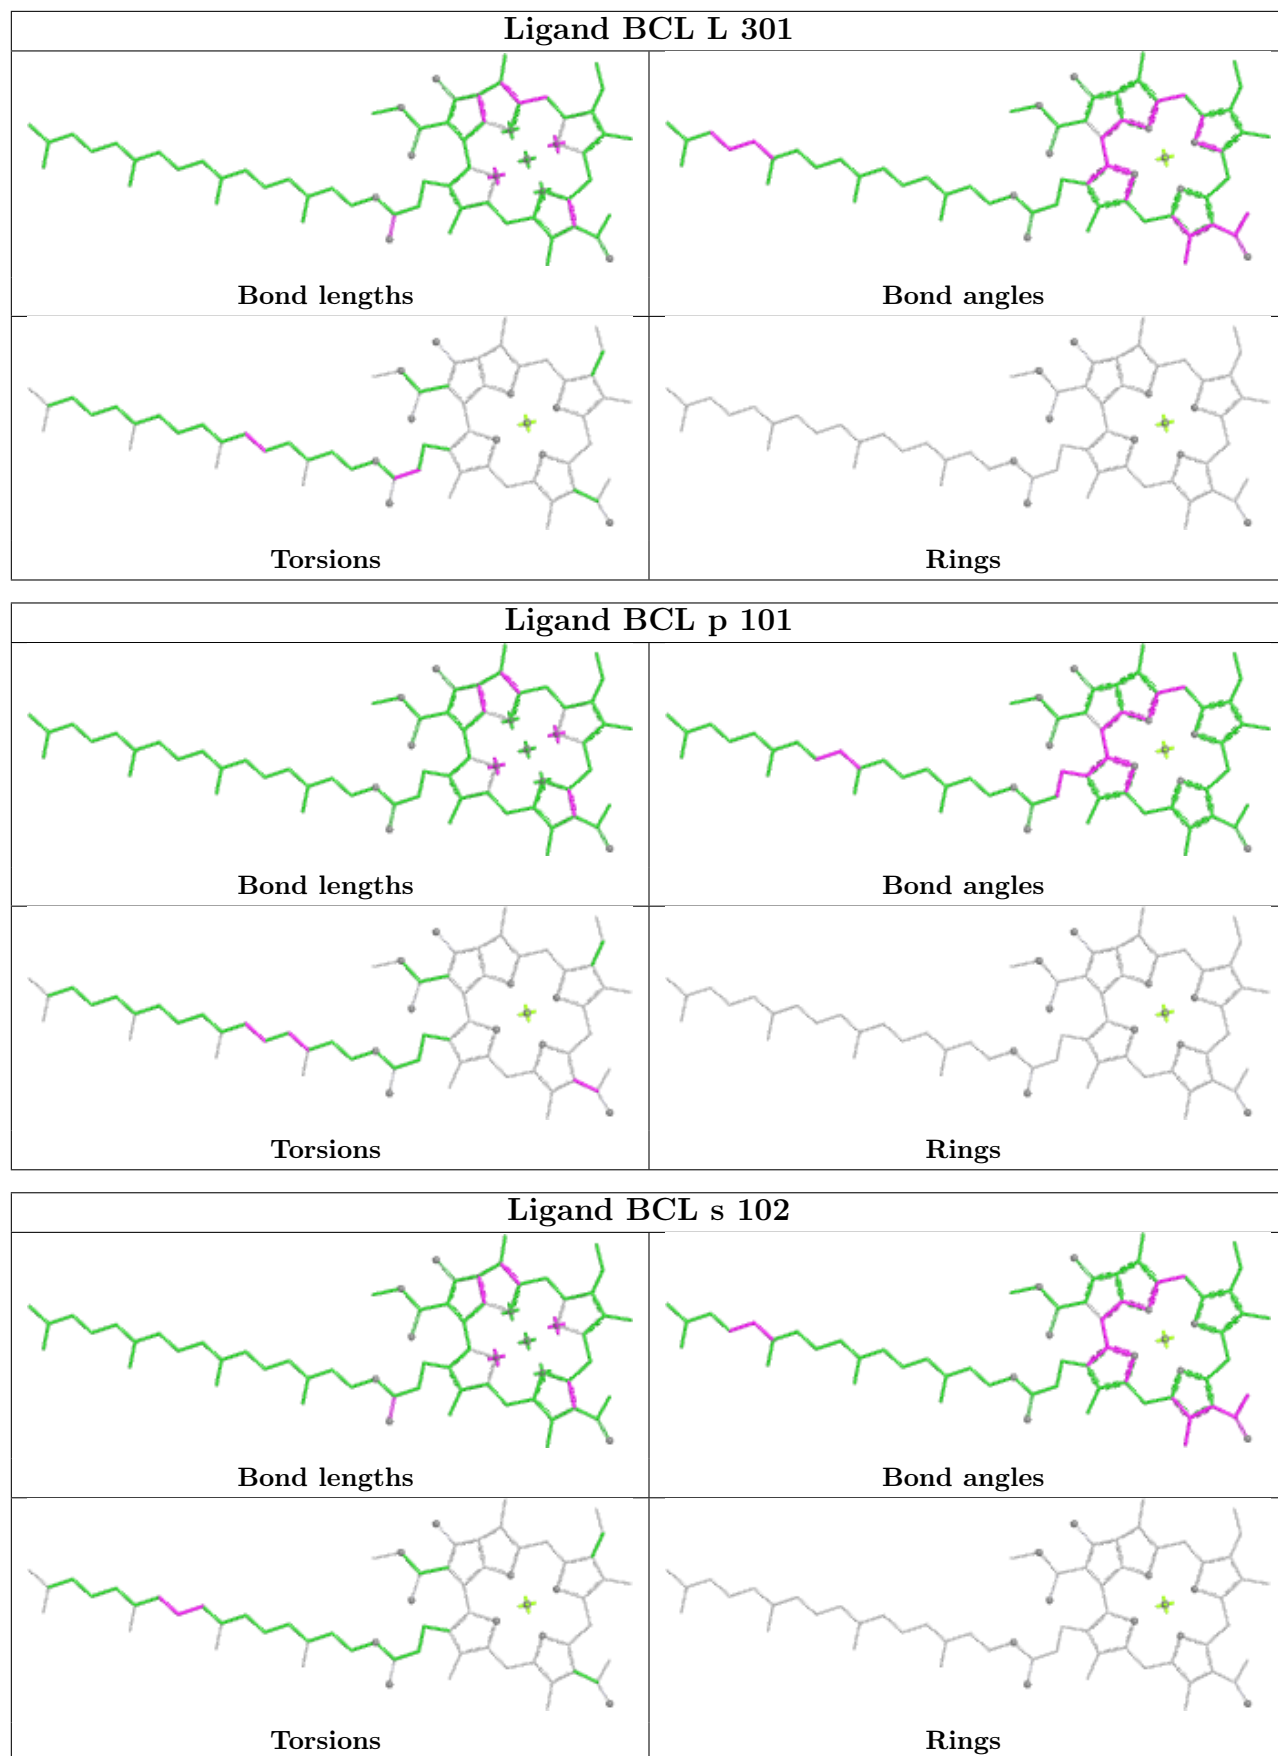 Ligand BCL L 301
Bond lengths
Bond angles
Torsions
Rings
Ligand BCL p 101
Bond lengths
Bond angles
Torsions
Rings
Ligand BCL s 102
Bond lengths
Bond angles
Torsions
Rings